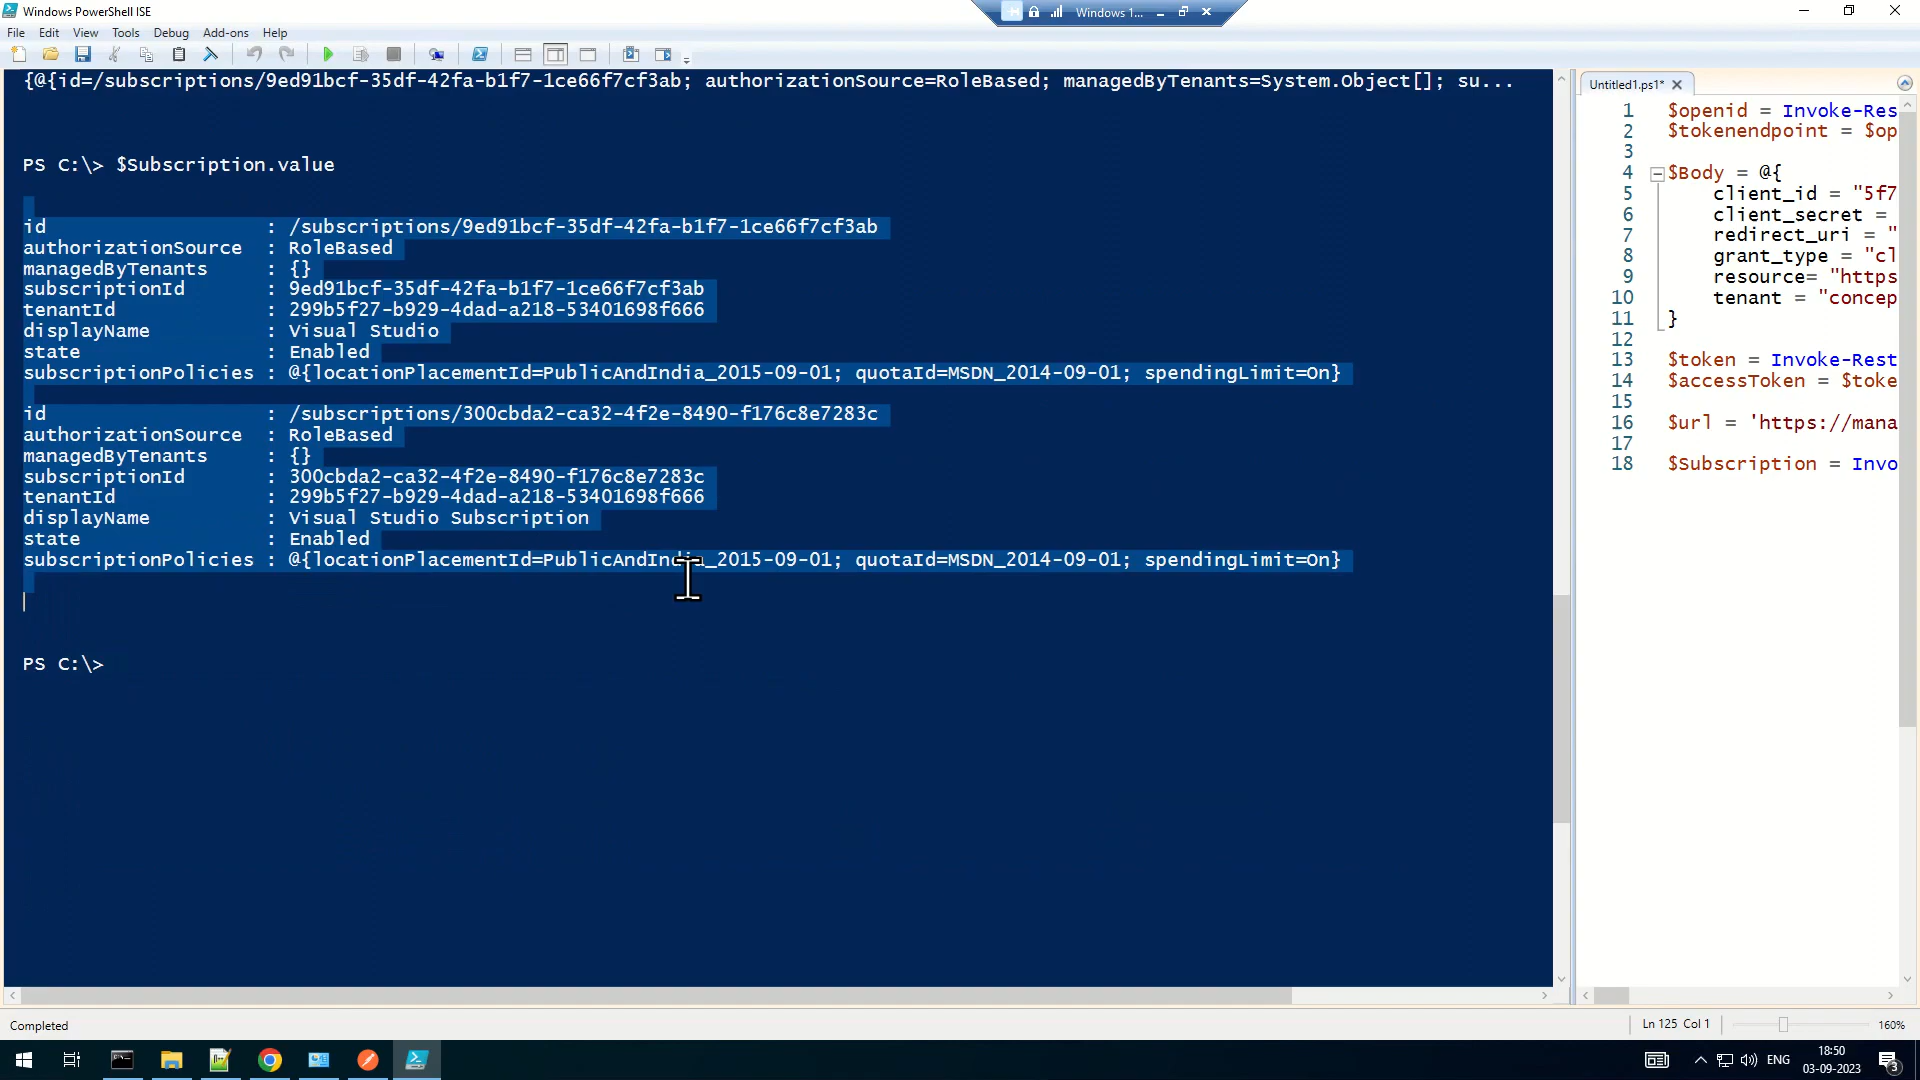 Windows PowerShell ISE
Windows 1...
File Edit View Tools Debug Add-ons Help
{@{id=/subscriptions/9ed91bcf-35df-42fa-b1f7-1ce66f7cf3ab; authorizationSource=RoleBased; managedByTenants=System.Object[]; su...
PS C:\> $Subscription.value
id : /subscriptions/9ed91bcf-35df-42fa-b1f7-1ce66f7cf3ab
authorizationSource : RoleBased
managedByTenants : {}
subscriptionId : 9ed91bcf-35df-42fa-b1f7-1ce66f7cf3ab
tenantId : 299b5f27-b929-4dad-a218-53401698f666
displayName : Visual Studio
state : Enabled
subscriptionPolicies : @{locationPlacementId=PublicAndIndia_2015-09-01; quotaId=MSDN_2014-09-01; spendingLimit=On}
id : /subscriptions/300cbda2-ca32-4f2e-8490-f176c8e7283c
authorizationSource : RoleBased
managedByTenants : {}
subscriptionId : 300cbda2-ca32-4f2e-8490-f176c8e7283c
tenantId : 299b5f27-b929-4dad-a218-53401698f666
displayName : Visual Studio Subscription
state : Enabled
subscriptionPolicies : @{locationPlacementId=PublicAndIndia_2015-09-01; quotaId=MSDN_2014-09-01; spendingLimit=On}
PS C:\>
Untitled1.ps1*
1 $openid = Invoke-Res
2 $tokenendpoint = $op
3
4 $Body = @{
5 client_id = "5f7
6 client_secret =
7 redirect_uri = "
8 grant_type = "cl
9 resource= "https
10 tenant = "concep
11 }
12
13 $token = Invoke-Rest
14 $accessToken = $toke
15
16 $url = 'https://mana
17
18 $Subscription = Invo
Completed
Ln 125 Col 1
160%
ENG
18:50
03-09-2023
3